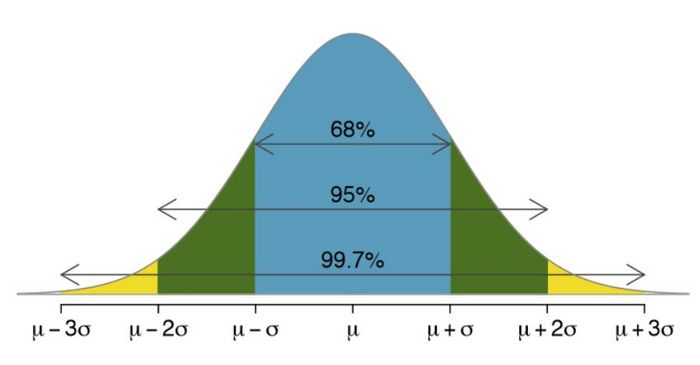 68%
95%
99.7%
μ − 3σ μ − 2σ μ − σ μ μ + σ μ + 2σ μ + 3σ